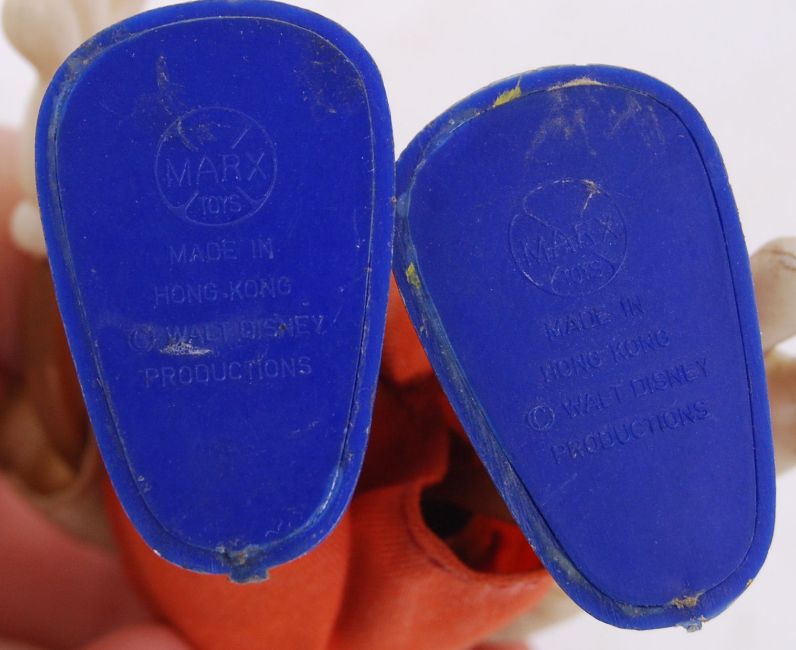 MARX
TOYS
MADE IN
HONG KONG
© WALT DISNEY
PRODUCTIONS
MARX
TOYS
MADE IN
HONG KONG
© WALT DISNEY
PRODUCTIONS